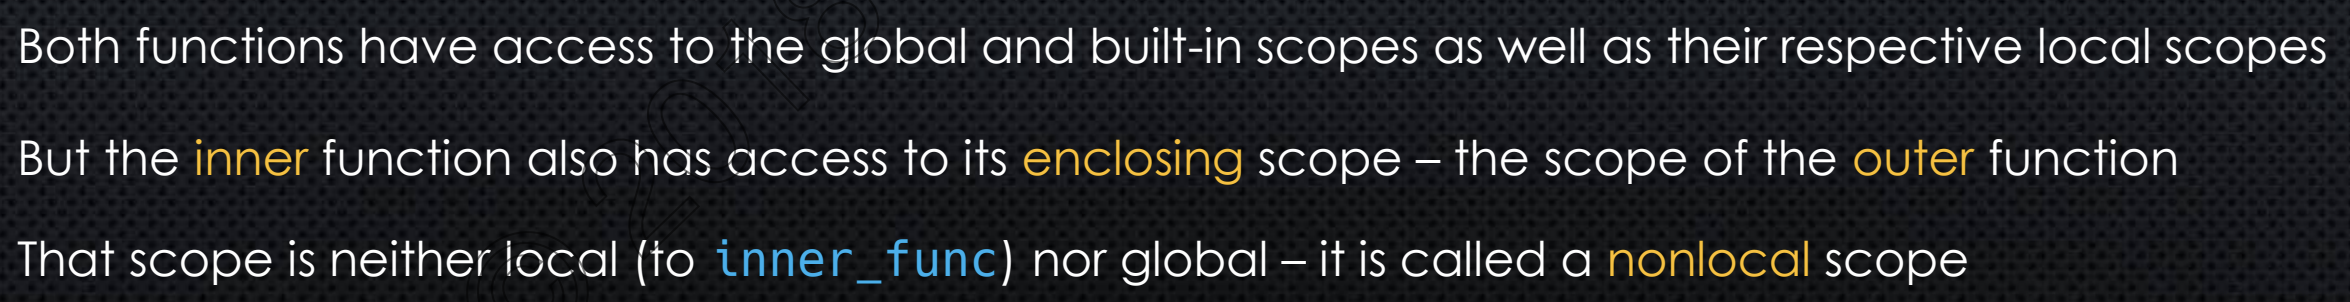 Both functions have access to the global and built-in scopes as well as their respective local scopes
But the inner function also has access to its enclosing scope – the scope of the outer function
That scope is neither local (to inner_func) nor global – it is called a nonlocal scope